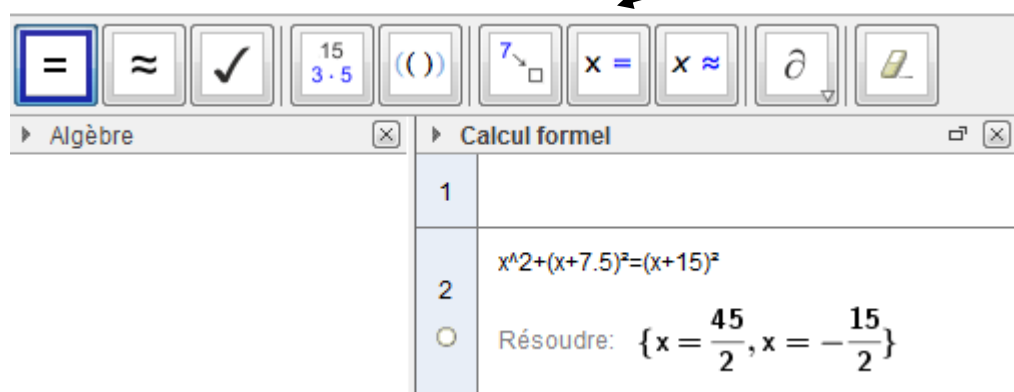 = ≈ ✓ 15 3 · 5 (( )) 7 x = x ≈ ∂
Algèbre
Calcul formel
1
x^2+(x+7.5)²=(x+15)²
2
Résoudre: {x = 45/2, x = −15/2}